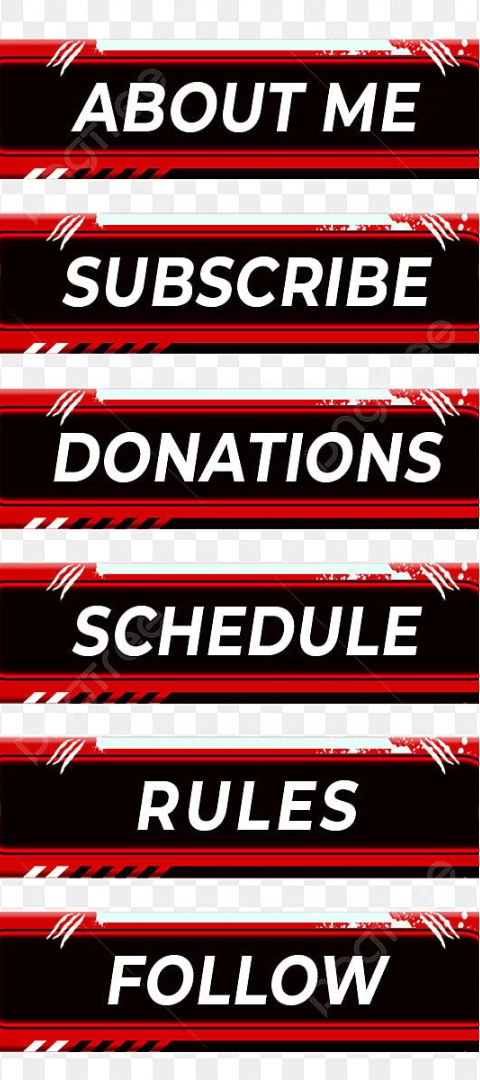 ABOUT ME
SUBSCRIBE
DONATIONS
SCHEDULE
RULES
FOLLOW